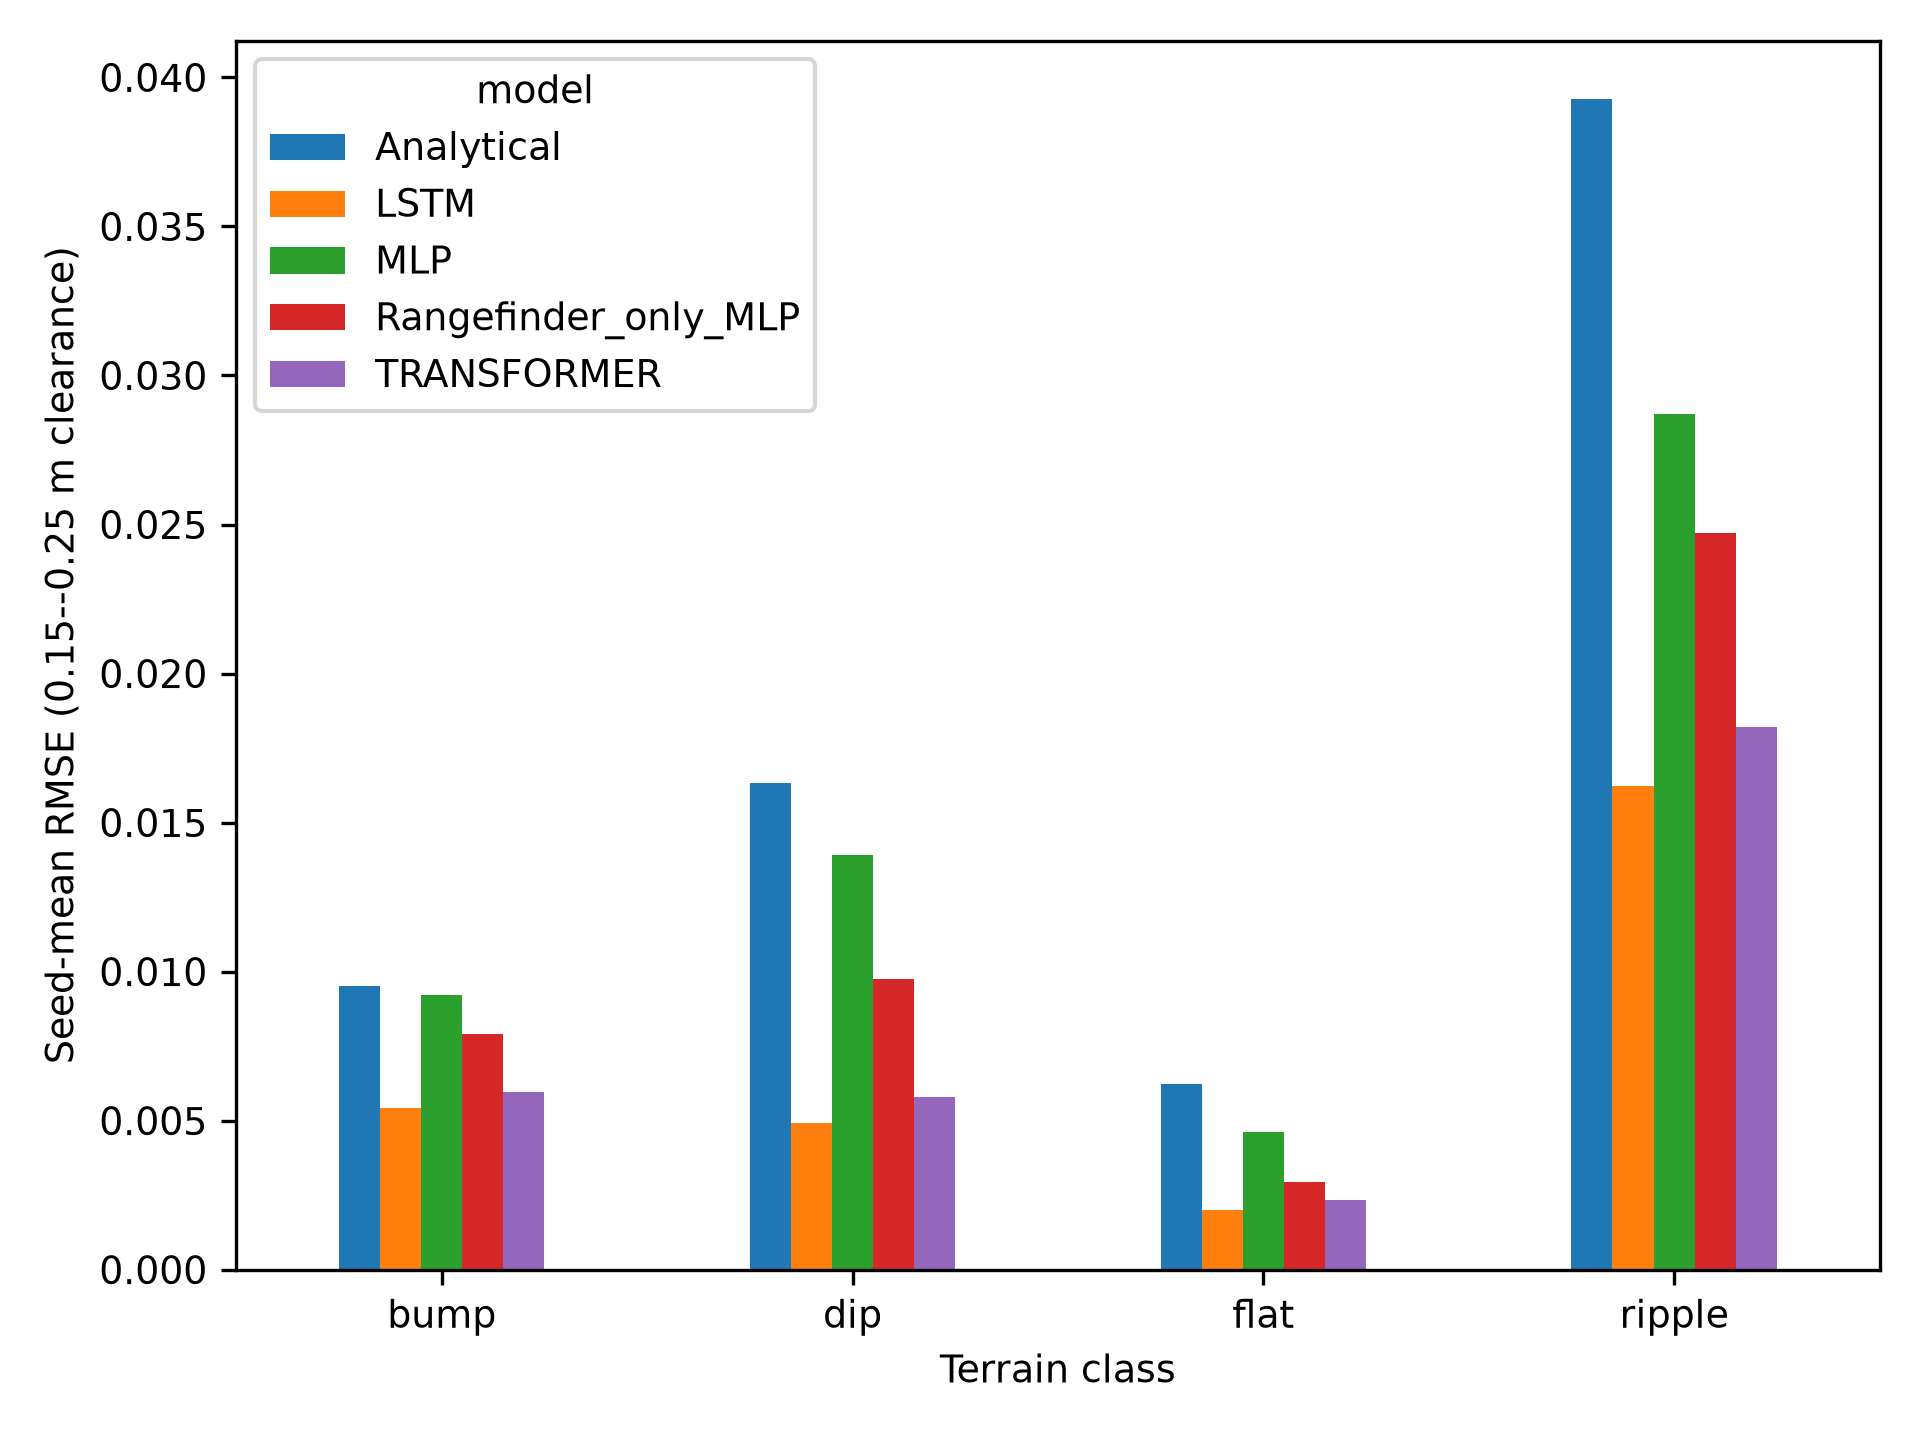 model
Analytical
LSTM
MLP
Rangefinder_only_MLP
TRANSFORMER
Seed-mean RMSE (0.15--0.25 m clearance)
0.040
0.035
0.030
0.025
0.020
0.015
0.010
0.005
0.000
bump
dip
flat
ripple
Terrain class